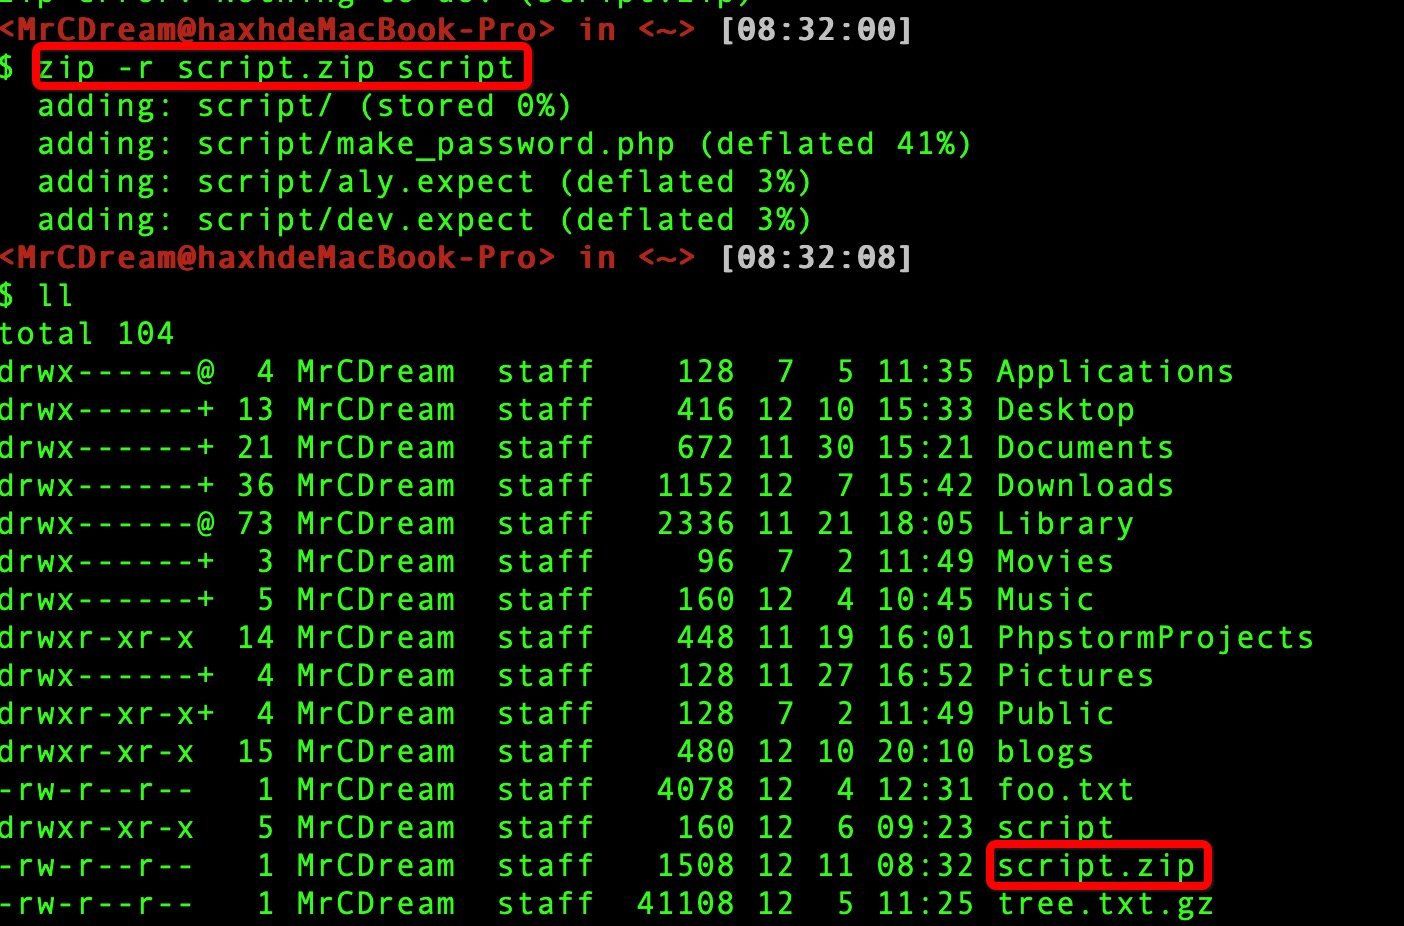 zip error: Nothing to do! (script.zip)
<MrCDream@haxhdeMacBook-Pro> in <~> [08:32:00]
$ zip -r script.zip script
  adding: script/ (stored 0%)
  adding: script/make_password.php (deflated 41%)
  adding: script/aly.expect (deflated 3%)
  adding: script/dev.expect (deflated 3%)
<MrCDream@haxhdeMacBook-Pro> in <~> [08:32:08]
$ ll
total 104
drwx------@  4 MrCDream  staff    128  7  5 11:35 Applications
drwx------+ 13 MrCDream  staff    416 12 10 15:33 Desktop
drwx------+ 21 MrCDream  staff    672 11 30 15:21 Documents
drwx------+ 36 MrCDream  staff   1152 12  7 15:42 Downloads
drwx------@ 73 MrCDream  staff   2336 11 21 18:05 Library
drwx------+  3 MrCDream  staff     96  7  2 11:49 Movies
drwx------+  5 MrCDream  staff    160 12  4 10:45 Music
drwxr-xr-x  14 MrCDream  staff    448 11 19 16:01 PhpstormProjects
drwx------+  4 MrCDream  staff    128 11 27 16:52 Pictures
drwxr-xr-x+  4 MrCDream  staff    128  7  2 11:49 Public
drwxr-xr-x  15 MrCDream  staff    480 12 10 20:10 blogs
-rw-r--r--   1 MrCDream  staff   4078 12  4 12:31 foo.txt
drwxr-xr-x   5 MrCDream  staff    160 12  6 09:23 script
-rw-r--r--   1 MrCDream  staff   1508 12 11 08:32 script.zip
-rw-r--r--   1 MrCDream  staff  41108 12  5 11:25 tree.txt.gz